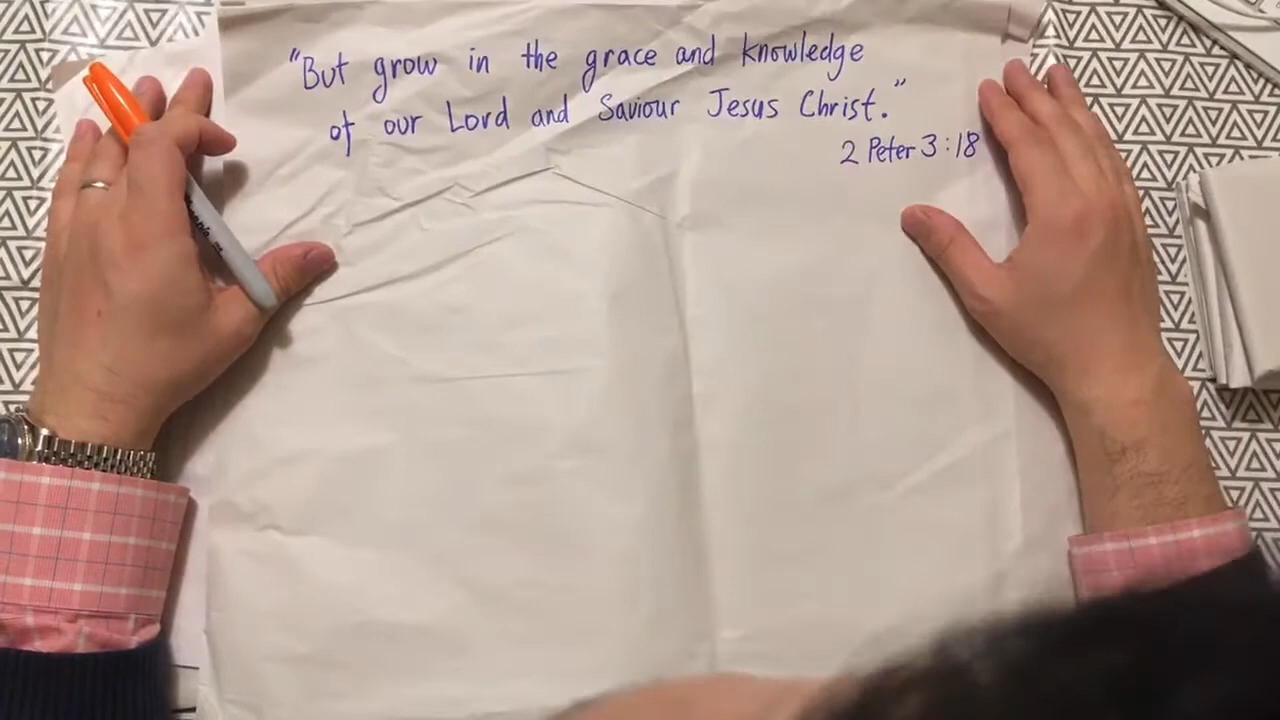 "But grow in the grace and knowledge
of our Lord and Saviour Jesus Christ."
2 Peter 3:18